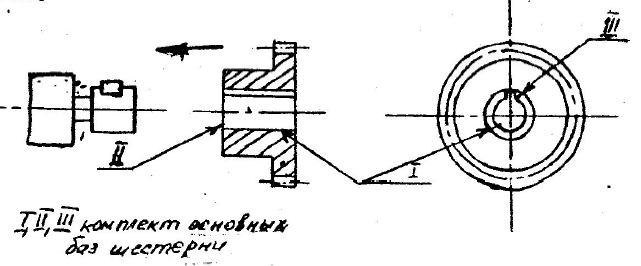 III
II
I
I, II, III комплект основных
баз шестерни